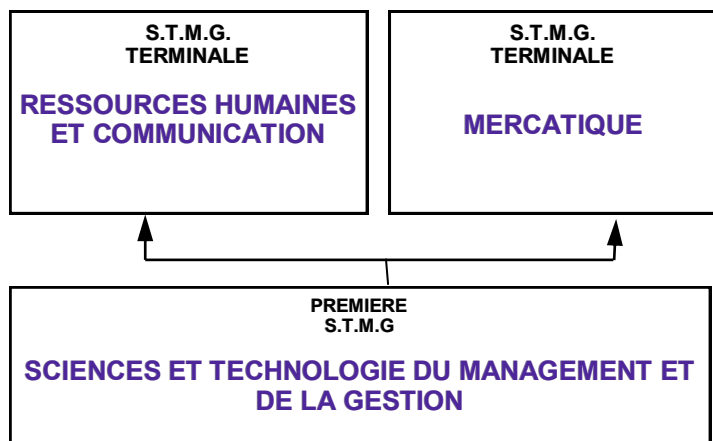 S.T.M.G.
TERMINALE
RESSOURCES HUMAINES
ET COMMUNICATION
S.T.M.G.
TERMINALE
MERCATIQUE
PREMIERE
S.T.M.G
SCIENCES ET TECHNOLOGIE DU MANAGEMENT ET
DE LA GESTION